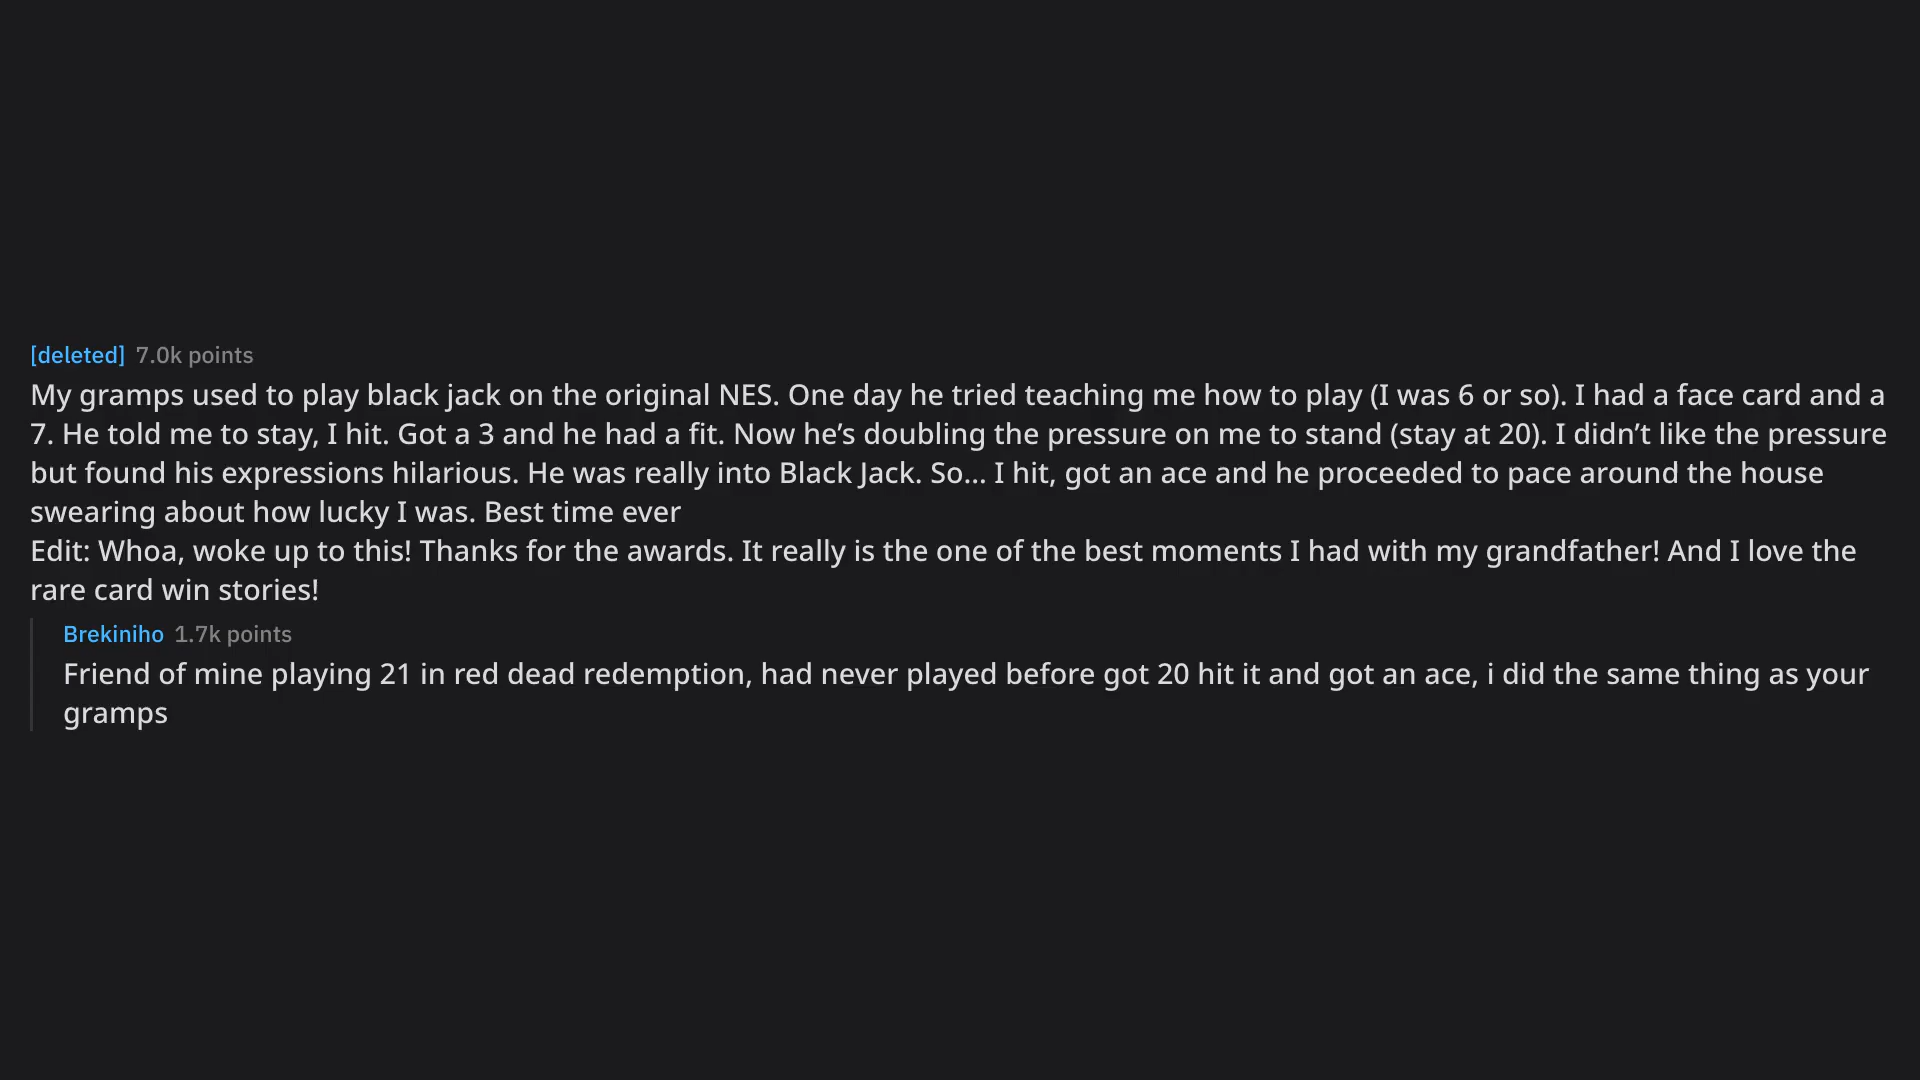 [deleted] 7.0k points
My gramps used to play black jack on the original NES. One day he tried teaching me how to play (I was 6 or so). I had a face card and a
7. He told me to stay, I hit. Got a 3 and he had a fit. Now he’s doubling the pressure on me to stand (stay at 20). I didn’t like the pressure
but found his expressions hilarious. He was really into Black Jack. So... I hit, got an ace and he proceeded to pace around the house
swearing about how lucky I was. Best time ever
Edit: Whoa, woke up to this! Thanks for the awards. It really is the one of the best moments I had with my grandfather! And I love the
rare card win stories!
Brekiniho 1.7k points
Friend of mine playing 21 in red dead redemption, had never played before got 20 hit it and got an ace, i did the same thing as your
gramps